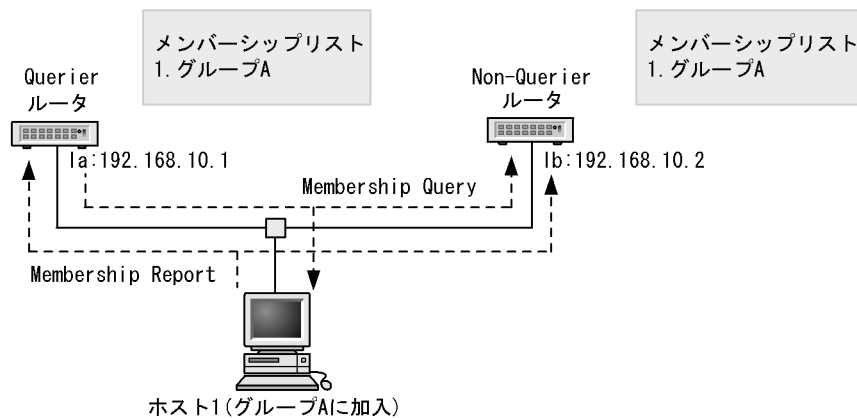 メンバーシップリスト
1.グループA
メンバーシップリスト
1.グループA
Querier
ルータ
Non-Querier
ルータ
Ia:192.168.10.1
Ib:192.168.10.2
Membership Query
Membership Report
ホスト1(グループAに加入)